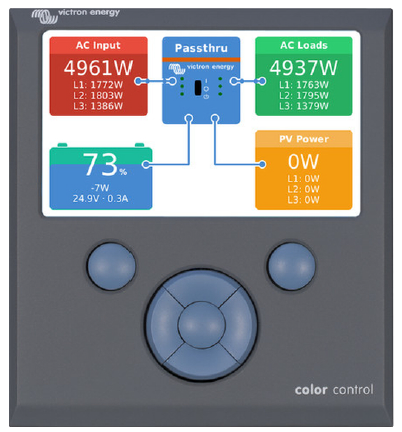 victron energy
AC Input
4961W
L1: 1772W
L2: 1803W
L3: 1386W
Passthru
victron energy
AC Loads
4937W
L1: 1763W
L2: 1795W
L3: 1379W
73%
-7W
24.9V · 0.3A
PV Power
0W
L1: 0W
L2: 0W
L3: 0W
color control